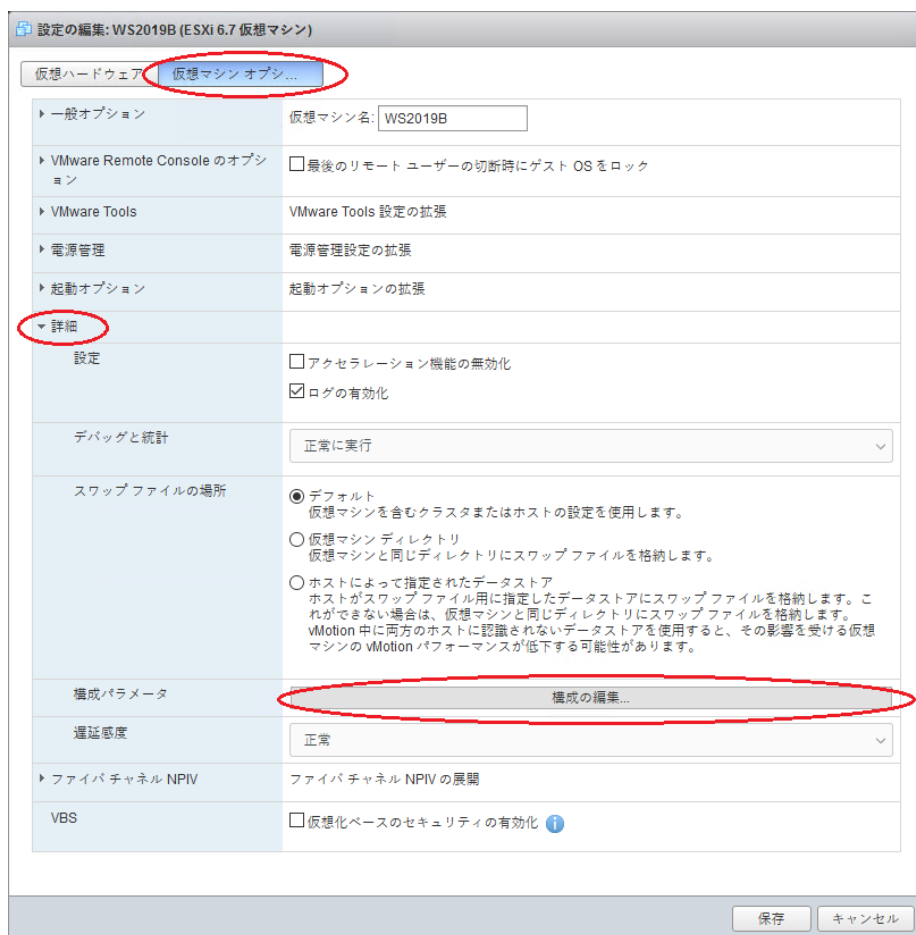 設定の編集: WS2019B (ESXi 6.7 仮想マシン)
仮想ハードウェア 仮想マシン オプシ...
一般オプション 仮想マシン名: WS2019B
VMware Remote Console のオプシ
ョン
最後のリモート ユーザーの切断時にゲスト OS をロック
VMware Tools VMware Tools 設定の拡張
電源管理 電源管理設定の拡張
起動オプション 起動オプションの拡張
詳細
設定 アクセラレーション機能の無効化
ログの有効化
デバッグと統計 正常に実行
スワップ ファイルの場所 デフォルト
仮想マシンを含むクラスタまたはホストの設定を使用します。
仮想マシン ディレクトリ
仮想マシンと同じディレクトリにスワップ ファイルを格納します。
ホストによって指定されたデータストア
ホストがスワップ ファイル用に指定したデータストアにスワップ ファイルを格納します。こ
れができない場合は、仮想マシンと同じディレクトリにスワップ ファイルを格納します。
vMotion 中に両方のホストに認識されないデータストアを使用すると、その影響を受ける仮想
マシンの vMotion パフォーマンスが低下する可能性があります。
構成パラメータ 構成の編集...
遅延感度 正常
ファイバ チャネル NPIV ファイバ チャネル NPIV の展開
VBS 仮想化ベースのセキュリティの有効化
保存 キャンセル